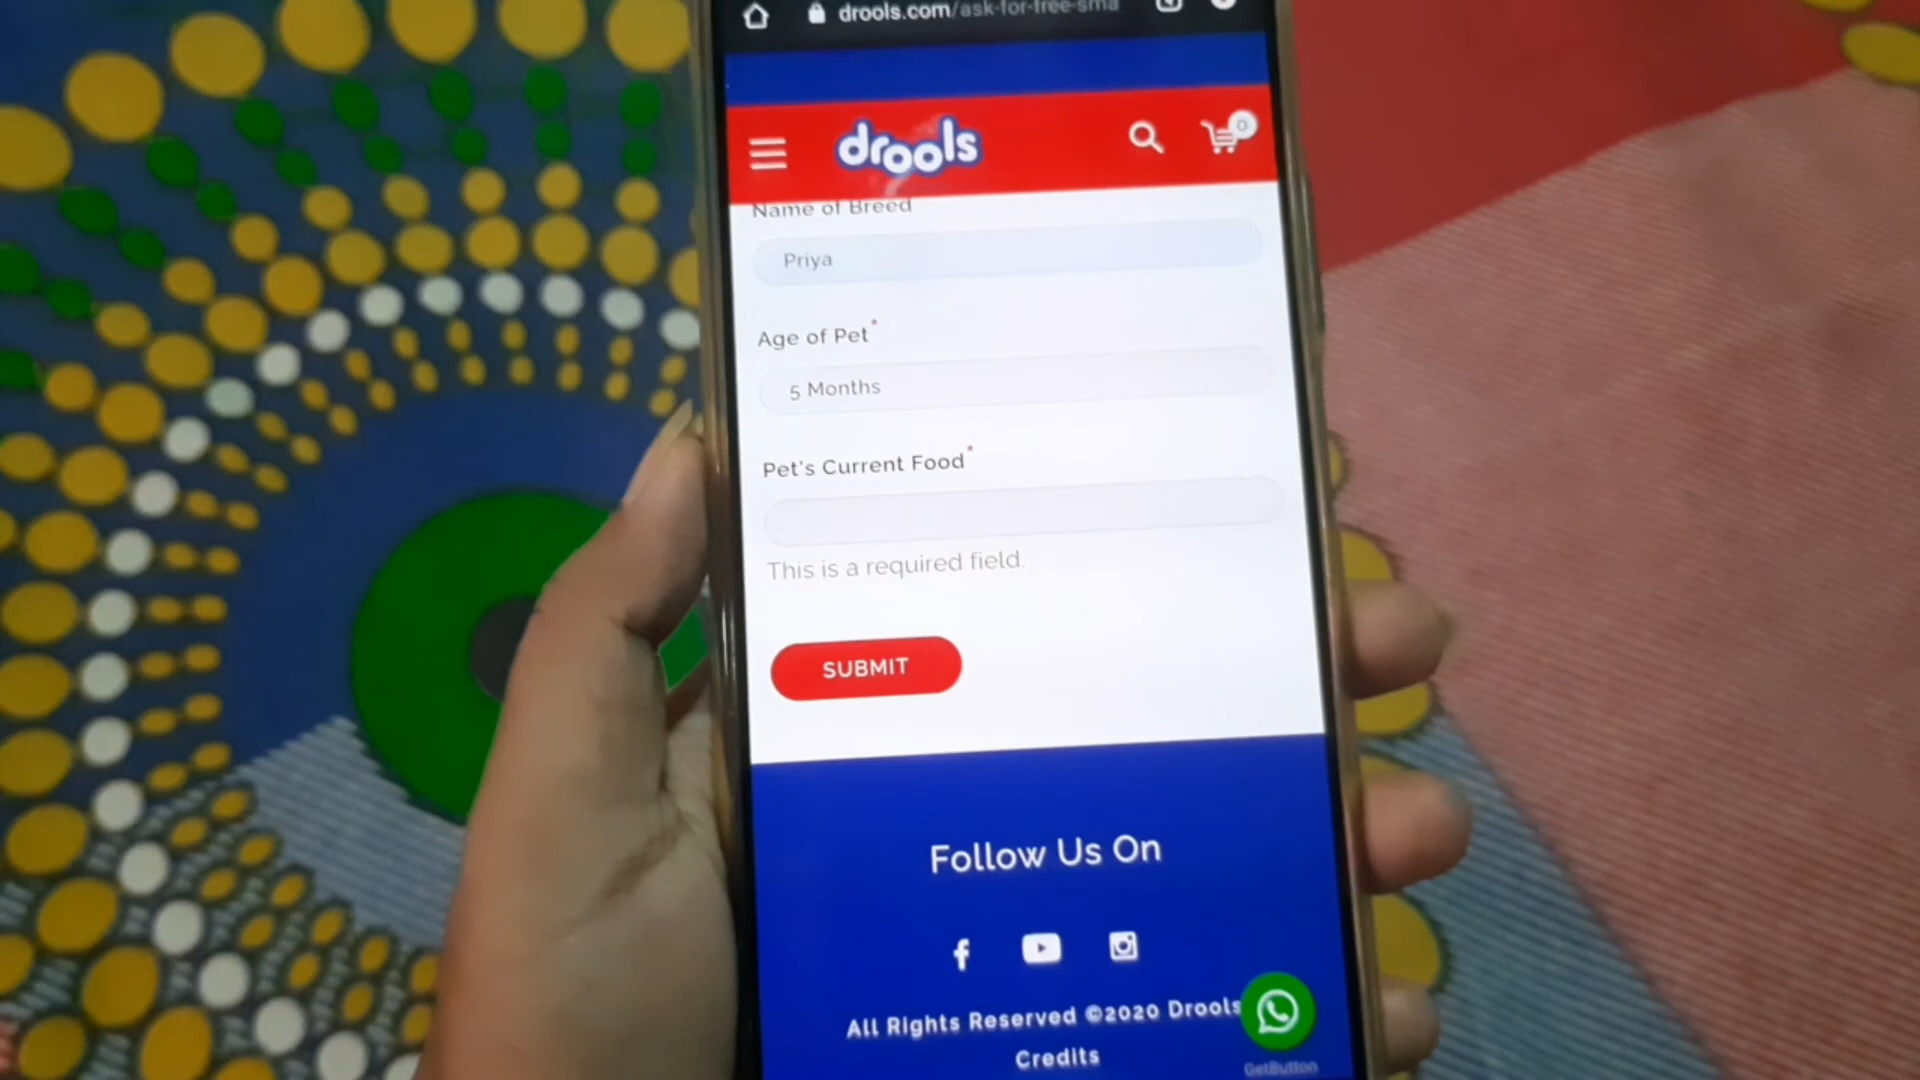 drools.com/ask-for-free-sma
drools
0
Name of Breed
Priya
Age of Pet*
5 Months
Pet's Current Food*
This is a required field.
SUBMIT
Follow Us On
All Rights Reserved ©2020 Drools
Credits
GetButton